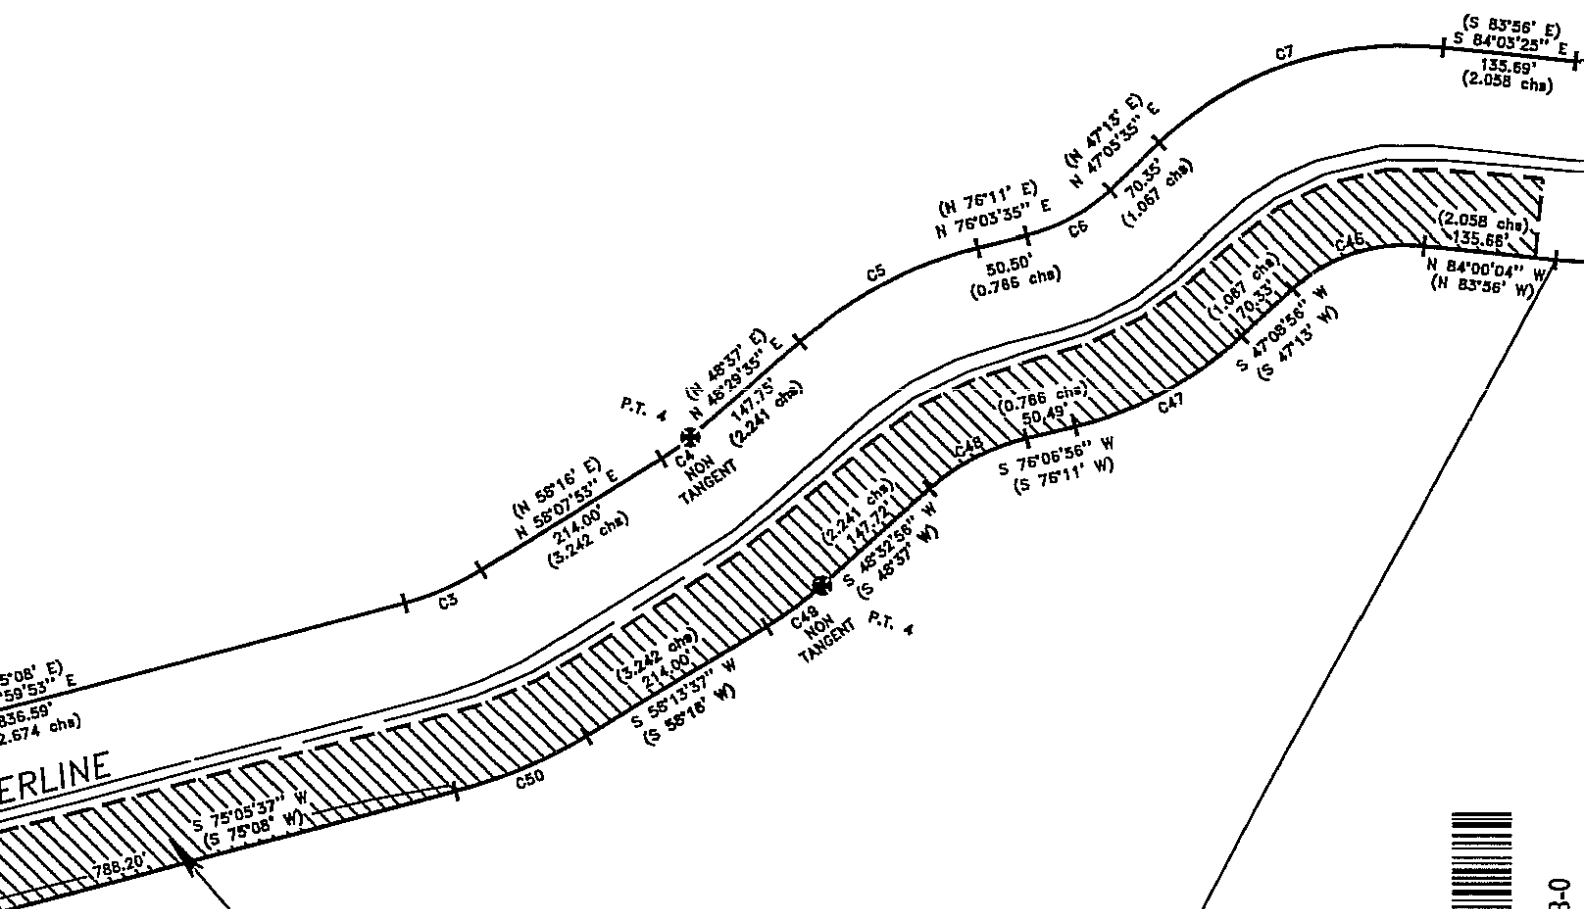 (S 83°56' E)
S 84°03'25" E
135.69'
(2.058 chs)
C7
(N 47°13' E)
N 47°05'35" E
70.35'
(1.067 chs)
C6
(N 76°11' E)
N 76°03'35" E
50.50'
(0.766 chs)
C5
(N 48°37' E)
N 48°29'35" E
147.75'
(2.241 chs)
P.T. 4
C4
NON
TANGENT
(N 58°16' E)
N 58°07'53" E
214.00'
(3.242 chs)
C3
5°08' E)
°59'53" E
836.59'
2.674 chs)
ERLINE
(2.058 chs)
135.66'
N 84°00'04" W
(N 83°56' W)
C46
(1.067 chs)
70.33'
S 47°08'56" W
(S 47°13' W)
C47
(0.766 chs)
50.49'
S 76°06'56" W
(S 76°11' W)
C48
(2.241 chs)
147.72'
S 48°32'56" W
(S 48°37' W)
C49
NON
TANGENT
P.T. 4
(3.242 chs)
214.00'
S 58°13'37" W
(S 58°16' W)
C50
S 75°05'37" W
(S 75°08' W)
788.20'
3-0